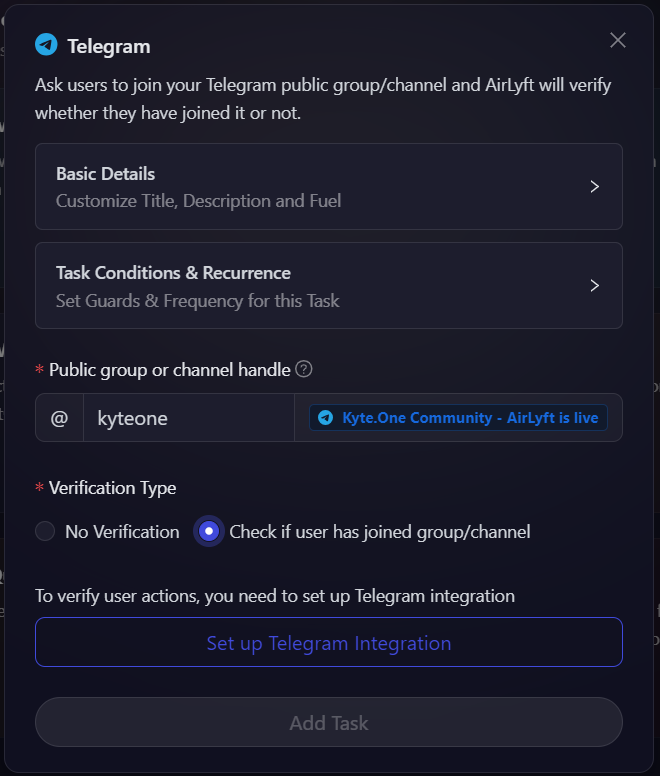 Telegram
Ask users to join your Telegram public group/channel and AirLyft will verify
whether they have joined it or not.
Basic Details
Customize Title, Description and Fuel
Task Conditions & Recurrence
Set Guards & Frequency for this Task
* Public group or channel handle ?
@ kyteone Kyte.One Community - AirLyft is live
* Verification Type
No Verification Check if user has joined group/channel
To verify user actions, you need to set up Telegram integration
Set up Telegram Integration
Add Task